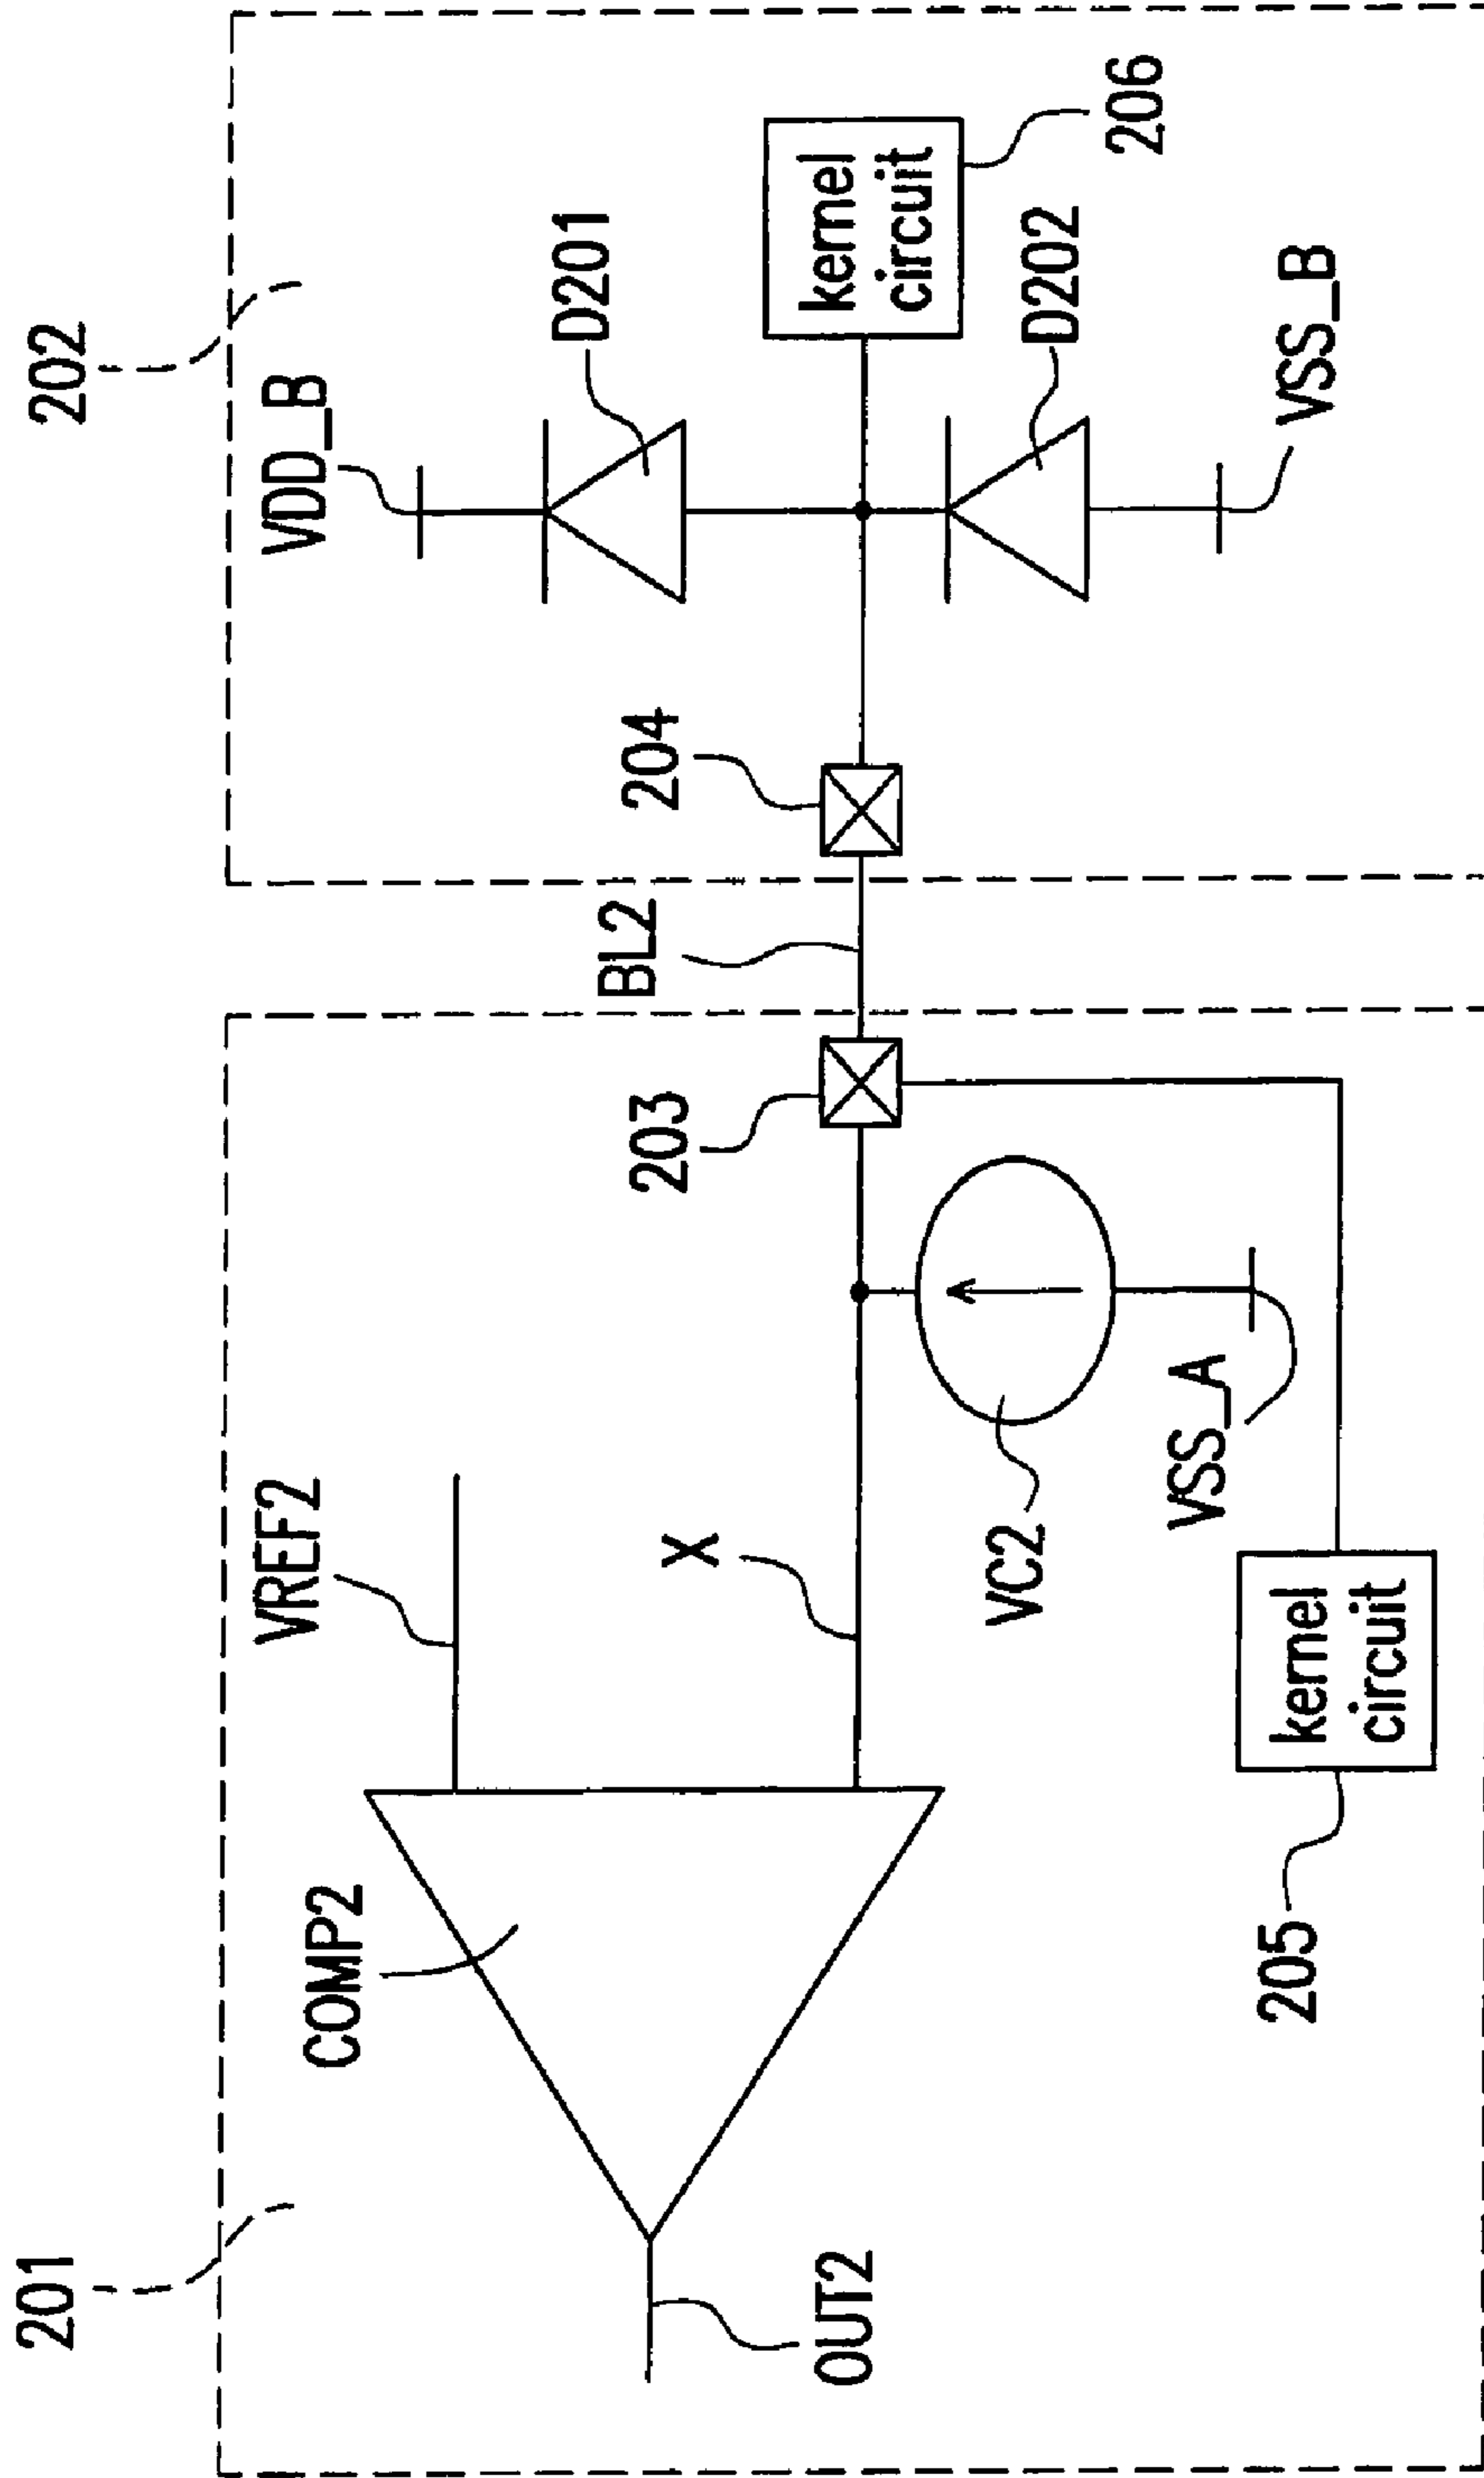 201
202
COMP2
VREF2
VDD_B
D201
OUT2
X
203
BL2
204
kernel
circuit
206
VC2
D202
VSS_A
VSS_B
205
kernel
circuit